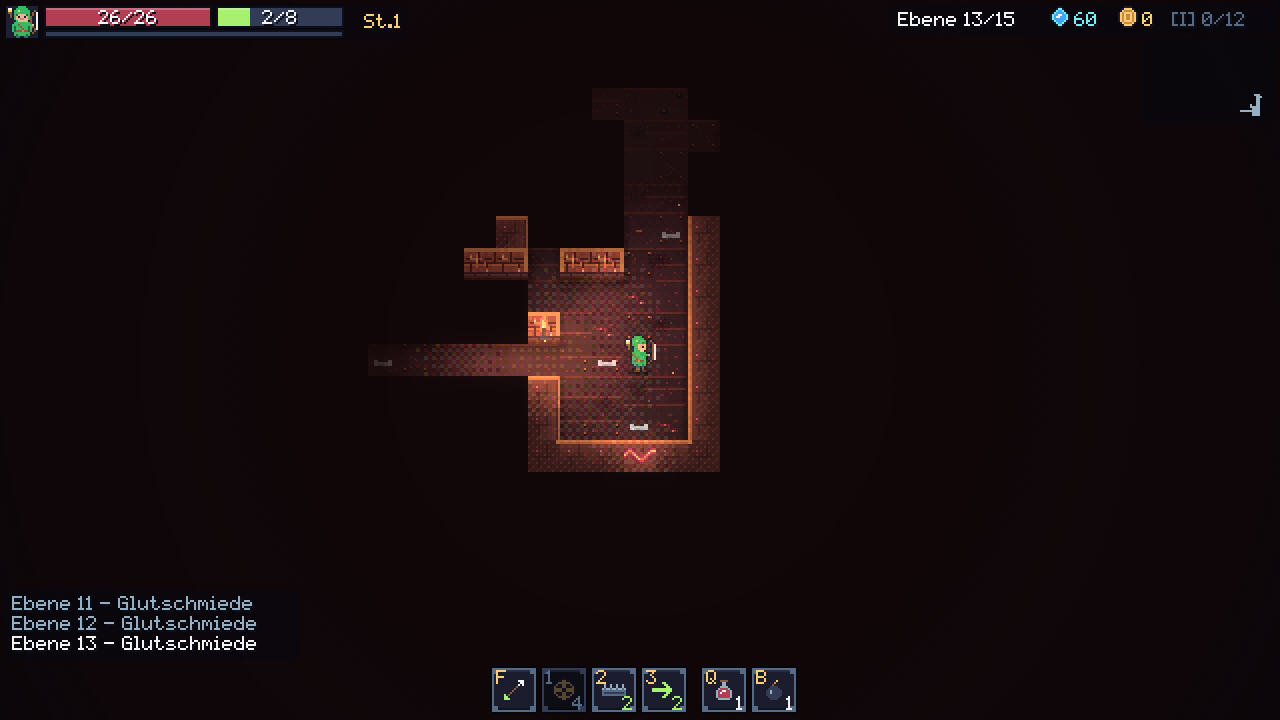 26/26 2/8 St.1 Ebene 13/15 60 0 [I] 0/12
Ebene 11 – Glutschmiede
Ebene 12 – Glutschmiede
Ebene 13 – Glutschmiede
F 1 4 2 2 3 2 Q 1 B 1